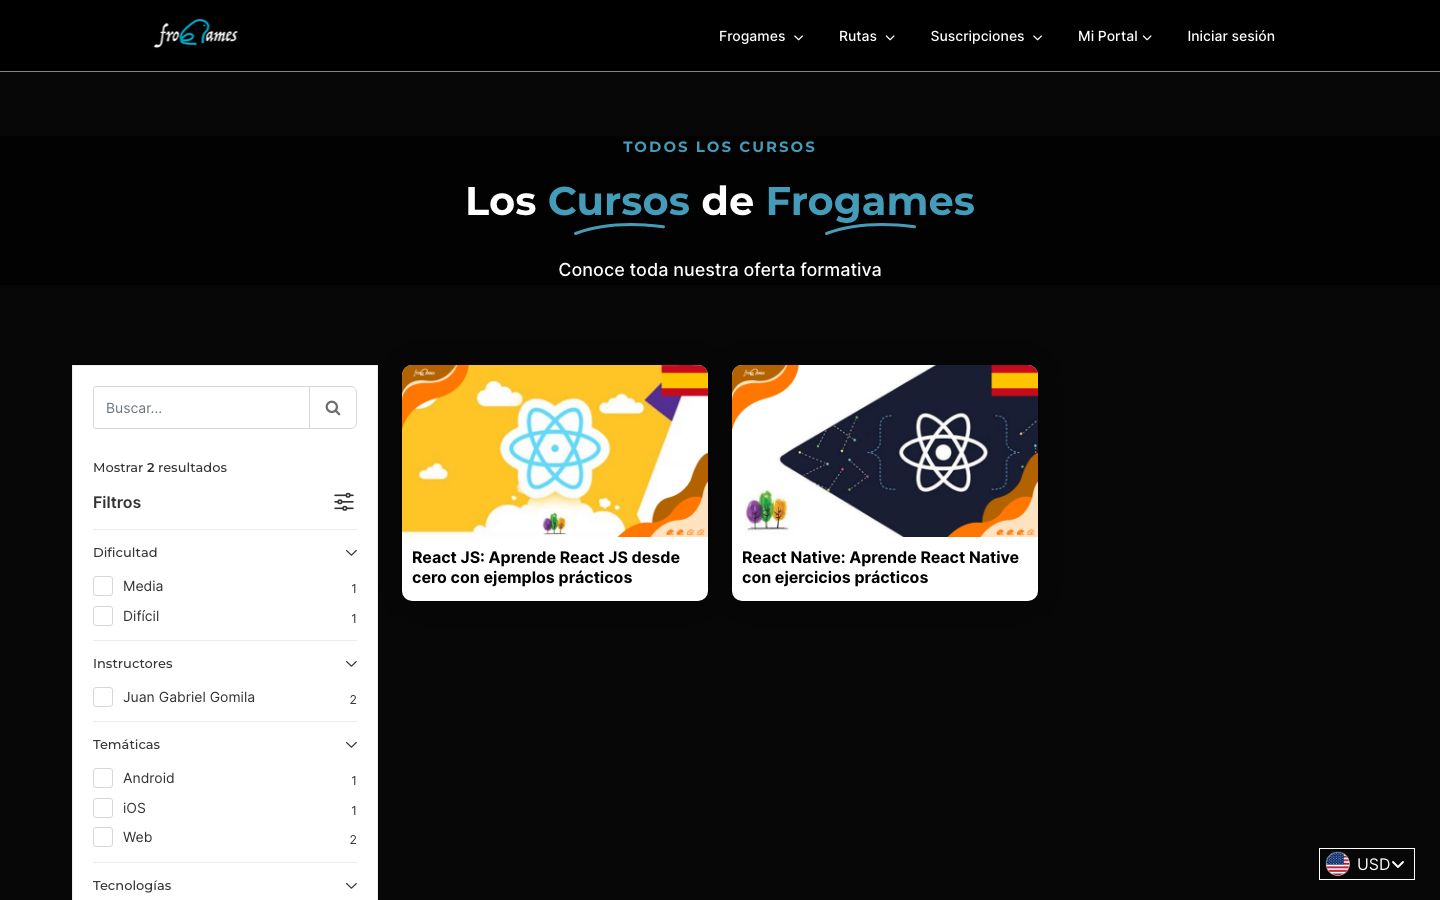 froGames
Frogames
Rutas
Suscripciones
Mi Portal
Iniciar sesión
TODOS LOS CURSOS
Los Cursos de Frogames
Conoce toda nuestra oferta formativa
Buscar...
Mostrar 2 resultados
Filtros
Dificultad
Media 1
Difícil 1
Instructores
Juan Gabriel Gomila 2
Temáticas
Android 1
iOS 1
Web 2
Tecnologías
React JS: Aprende React JS desde
cero con ejemplos prácticos
React Native: Aprende React Native
con ejercicios prácticos
USD